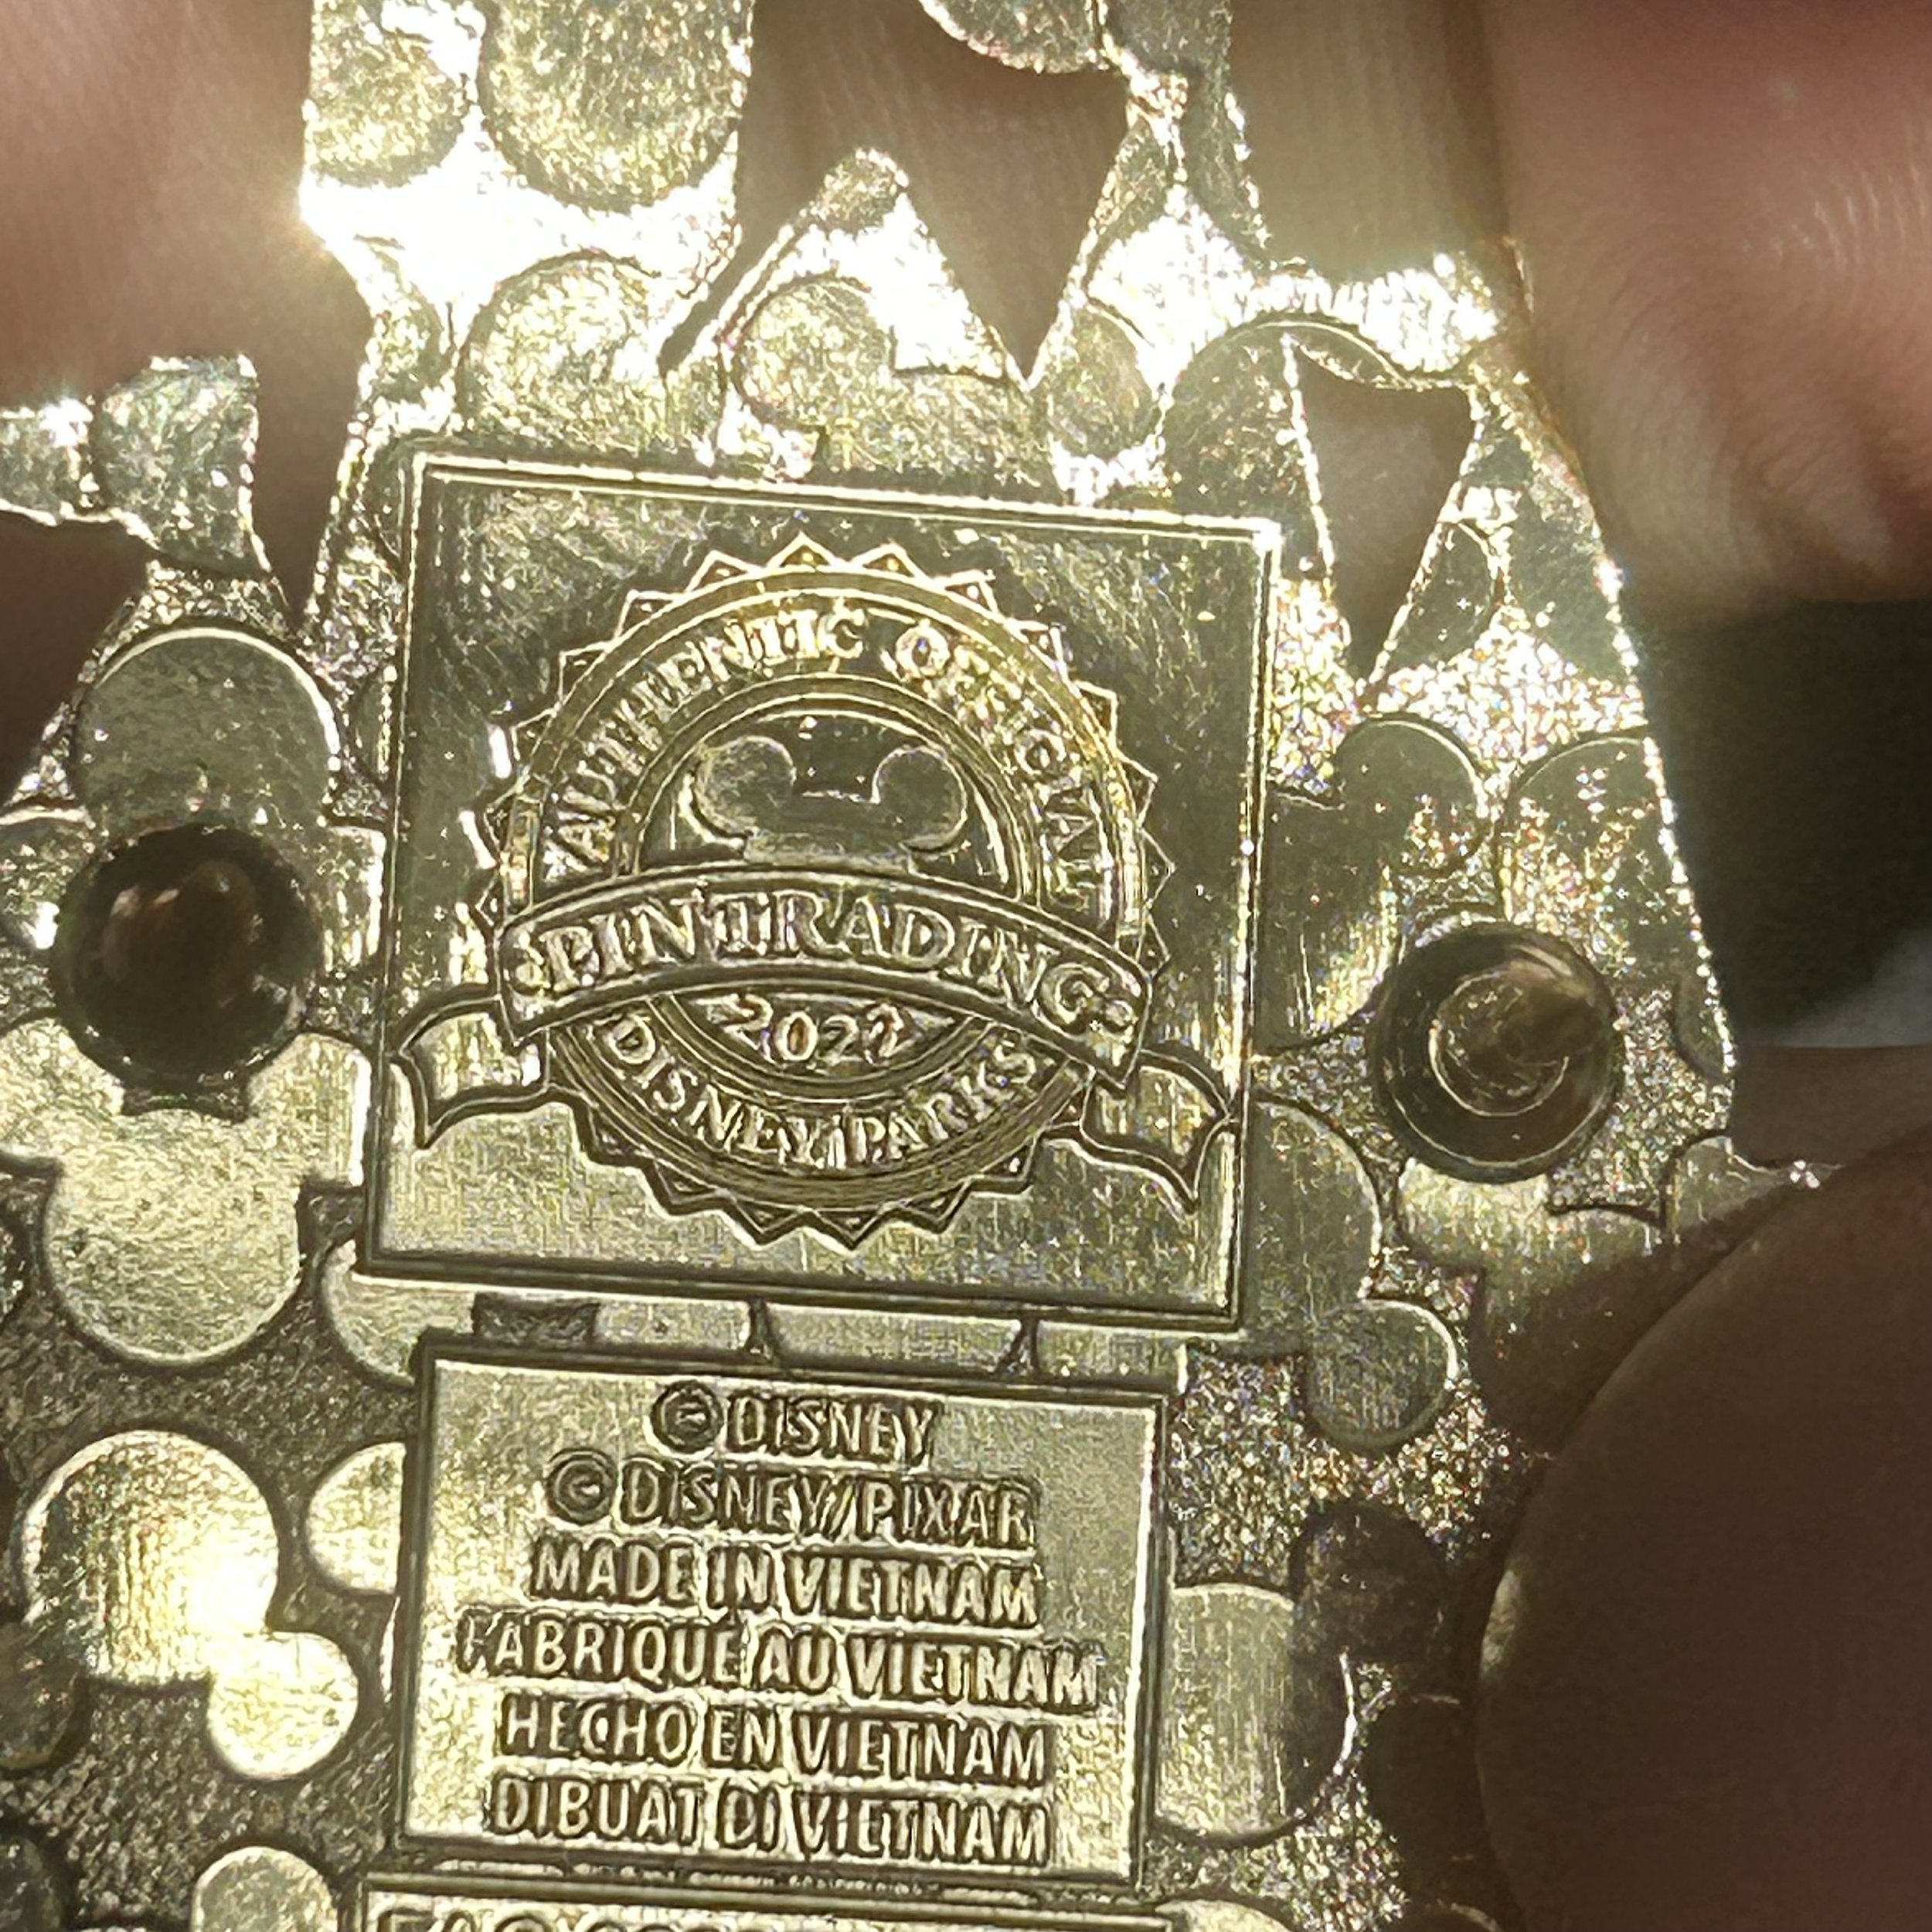 AUTHENTIC ORIGINAL
PIN TRADING
2022
DISNEY PARKS
©DISNEY
©DISNEY/PIXAR
MADE IN VIETNAM
FABRIQUÉ AU VIETNAM
HECHO EN VIETNAM
DIBUAT DI VIETNAM